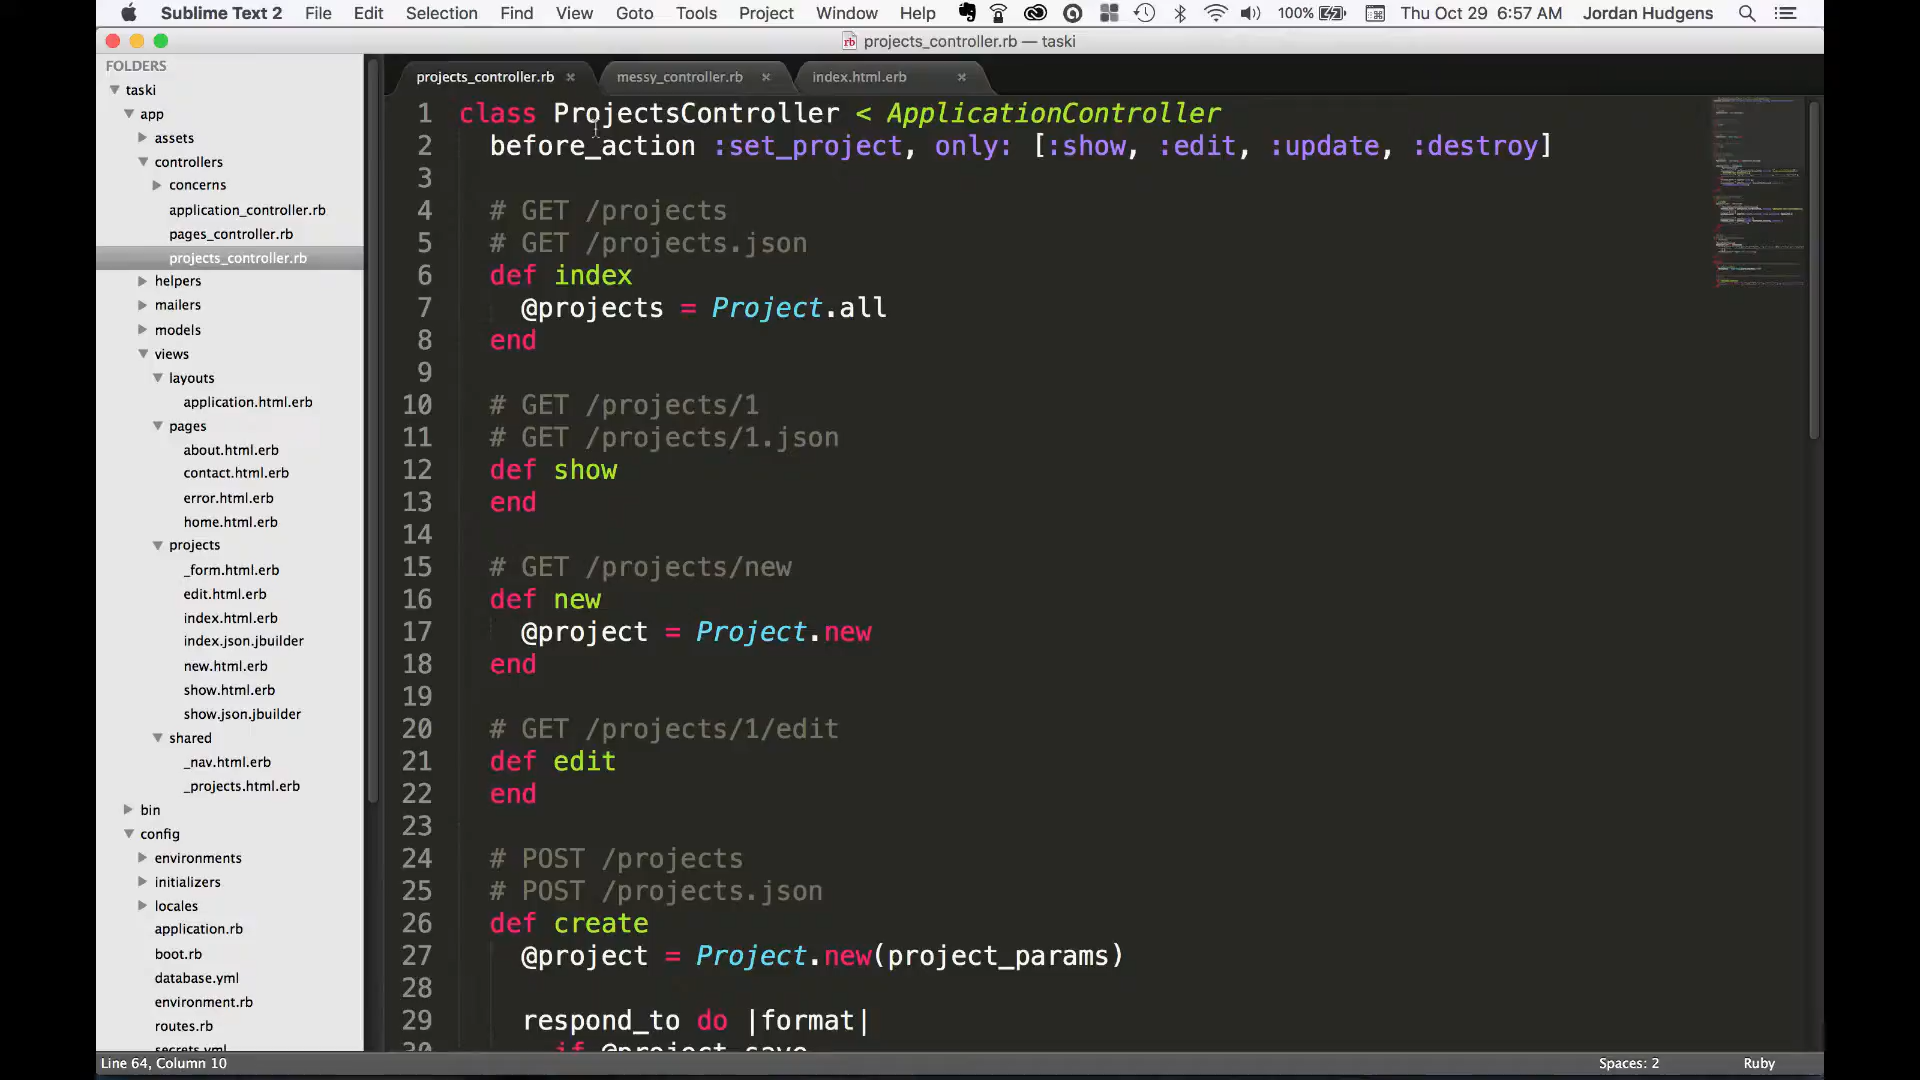 Sublime Text 2 File Edit Selection Find View Goto Tools Project Window Help 100% Thu Oct 29 6:57 AM Jordan Hudgens
rb projects_controller.rb — taski
FOLDERS
taski
app
assets
controllers
concerns
application_controller.rb
pages_controller.rb
projects_controller.rb
helpers
mailers
models
views
layouts
application.html.erb
pages
about.html.erb
contact.html.erb
error.html.erb
home.html.erb
projects
_form.html.erb
edit.html.erb
index.html.erb
index.json.jbuilder
new.html.erb
show.html.erb
show.json.jbuilder
shared
_nav.html.erb
_projects.html.erb
bin
config
environments
initializers
locales
application.rb
boot.rb
database.yml
environment.rb
routes.rb
secrets.yml
projects_controller.rb × messy_controller.rb × index.html.erb ×
1 class ProjectsController < ApplicationController
2 before_action :set_project, only: [:show, :edit, :update, :destroy]
3
4 # GET /projects
5 # GET /projects.json
6 def index
7 @projects = Project.all
8 end
9
10 # GET /projects/1
11 # GET /projects/1.json
12 def show
13 end
14
15 # GET /projects/new
16 def new
17 @project = Project.new
18 end
19
20 # GET /projects/1/edit
21 def edit
22 end
23
24 # POST /projects
25 # POST /projects.json
26 def create
27 @project = Project.new(project_params)
28
29 respond_to do |format|
30 if @project.save
Line 64, Column 10 Spaces: 2 Ruby